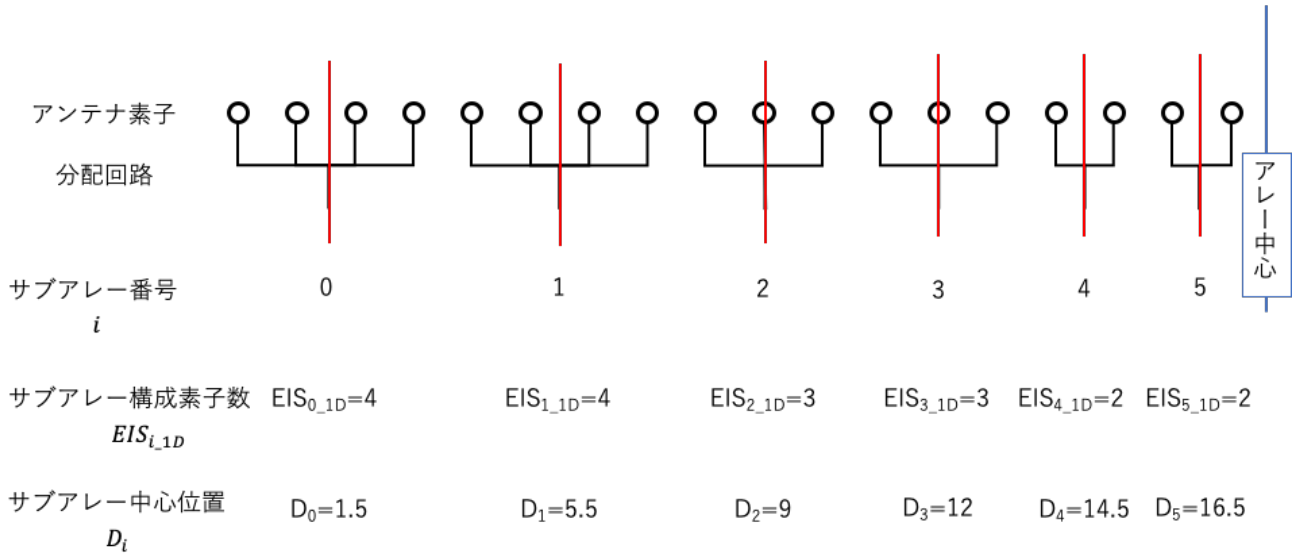 アンテナ素子
分配回路
アレー中心
サブアレー番号 0 1 2 3 4 5
i
サブアレー構成素子数 EIS0_1D=4 EIS1_1D=4 EIS2_1D=3 EIS3_1D=3 EIS4_1D=2 EIS5_1D=2
EISi_1D
サブアレー中心位置 D0=1.5 D1=5.5 D2=9 D3=12 D4=14.5 D5=16.5
Di